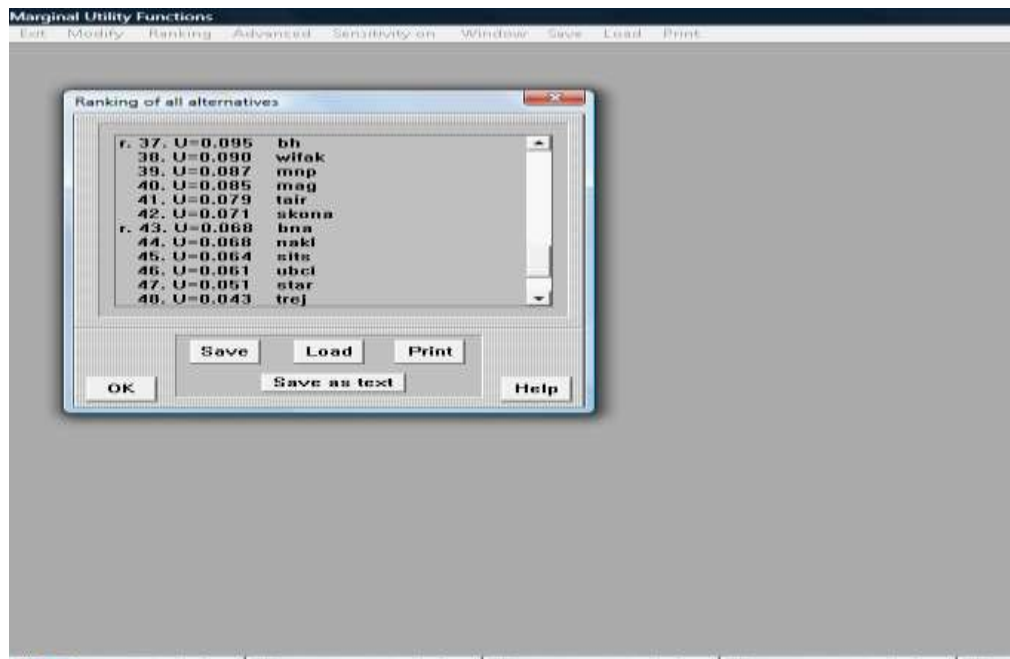 Marginal Utility Functions
Exit Modify Ranking Advanced Sensitivity on Window Save Load Print
Ranking of all alternatives
r. 37. U=0.095 bh
38. U=0.090 wifak
39. U=0.087 mnp
40. U=0.085 mag
41. U=0.079 tair
42. U=0.071 skona
r. 43. U=0.068 bna
44. U=0.068 nakl
45. U=0.064 sits
46. U=0.061 ubci
47. U=0.051 star
48. U=0.043 trej
Save Load Print
OK Save as text Help